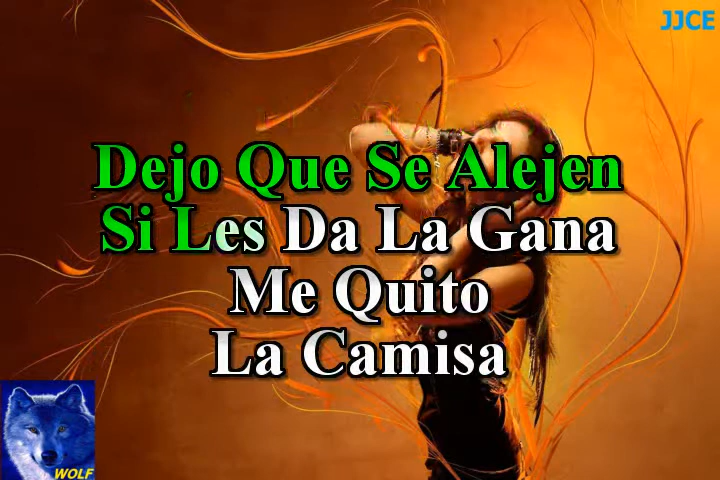 JJCE
Dejo Que Se Alejen
Si Les Da La Gana
Me Quito
La Camisa
WOLF